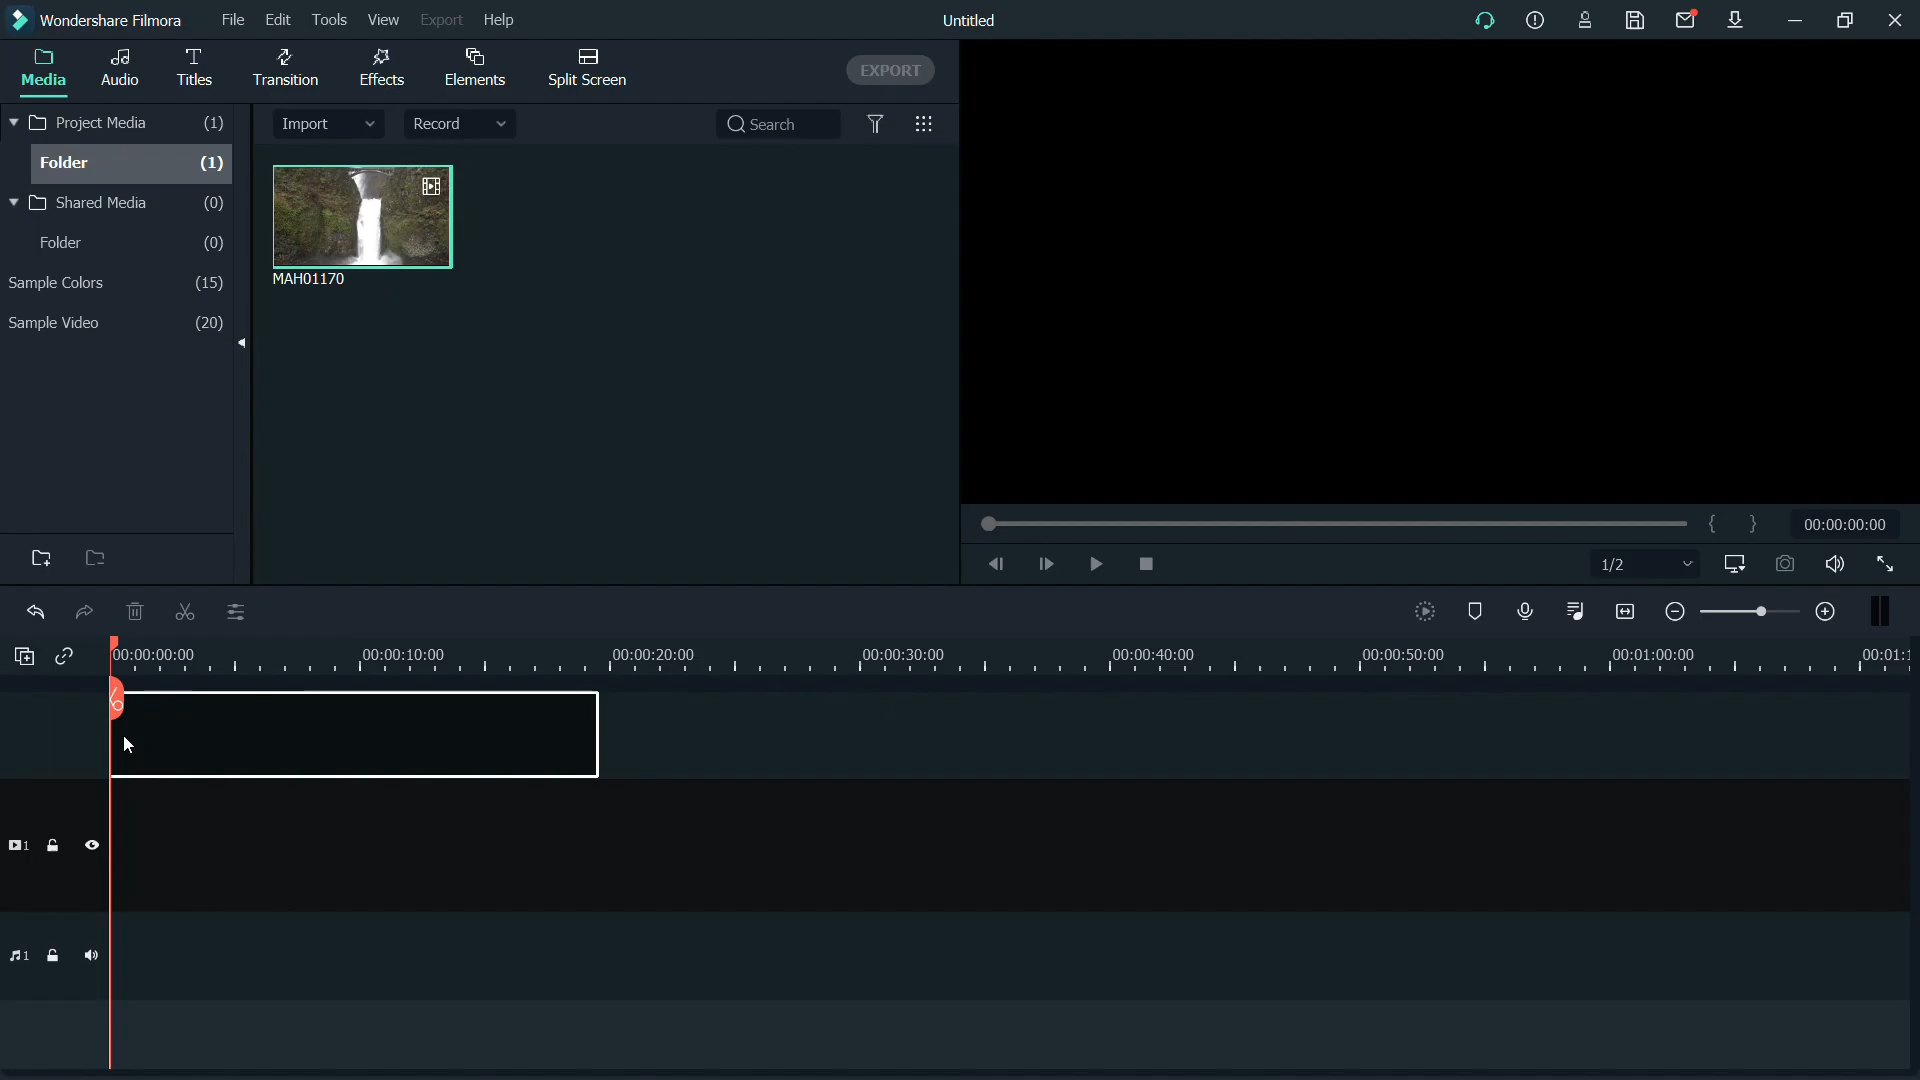 Wondershare Filmora File Edit Tools View Export Help Untitled
Media Audio Titles Transition Effects Elements Split Screen EXPORT
Project Media (1)
Folder (1)
Shared Media (0)
Folder (0)
Sample Colors (15)
Sample Video (20)
Import Record Search
MAH01170
{ } 00:00:00:00
1/2
00:00:00:00 00:00:10:00 00:00:20:00 00:00:30:00 00:00:40:00 00:00:50:00 00:01:00:00 00:01:1
1
1